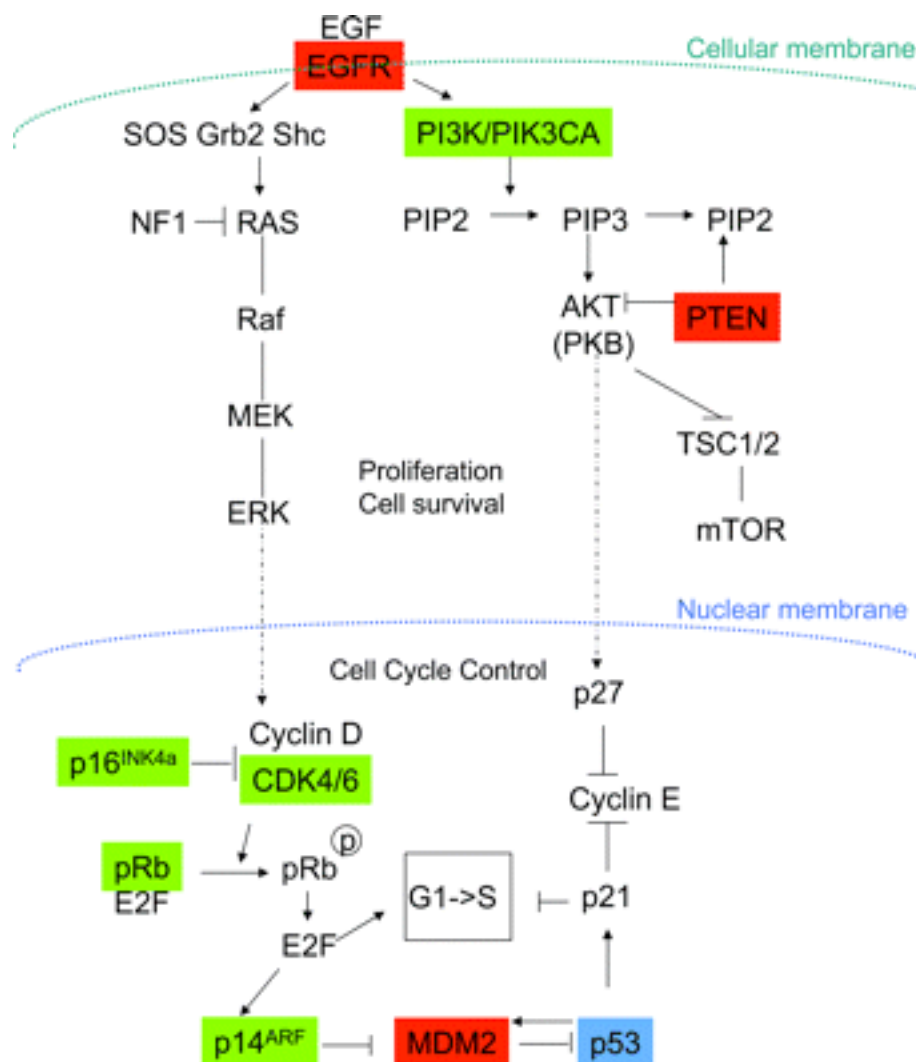 EGF
Cellular membrane
EGFR
SOS Grb2 Shc
PI3K/PIK3CA
NF1
RAS
PIP2
PIP3
PIP2
Raf
AKT
(PKB)
PTEN
MEK
TSC1/2
Proliferation
Cell survival
ERK
mTOR
Nuclear membrane
Cell Cycle Control
p27
Cyclin D
p16INK4a
CDK4/6
Cyclin E
pRb
E2F
pRb
p
G1->S
p21
E2F
p14ARF
MDM2
p53